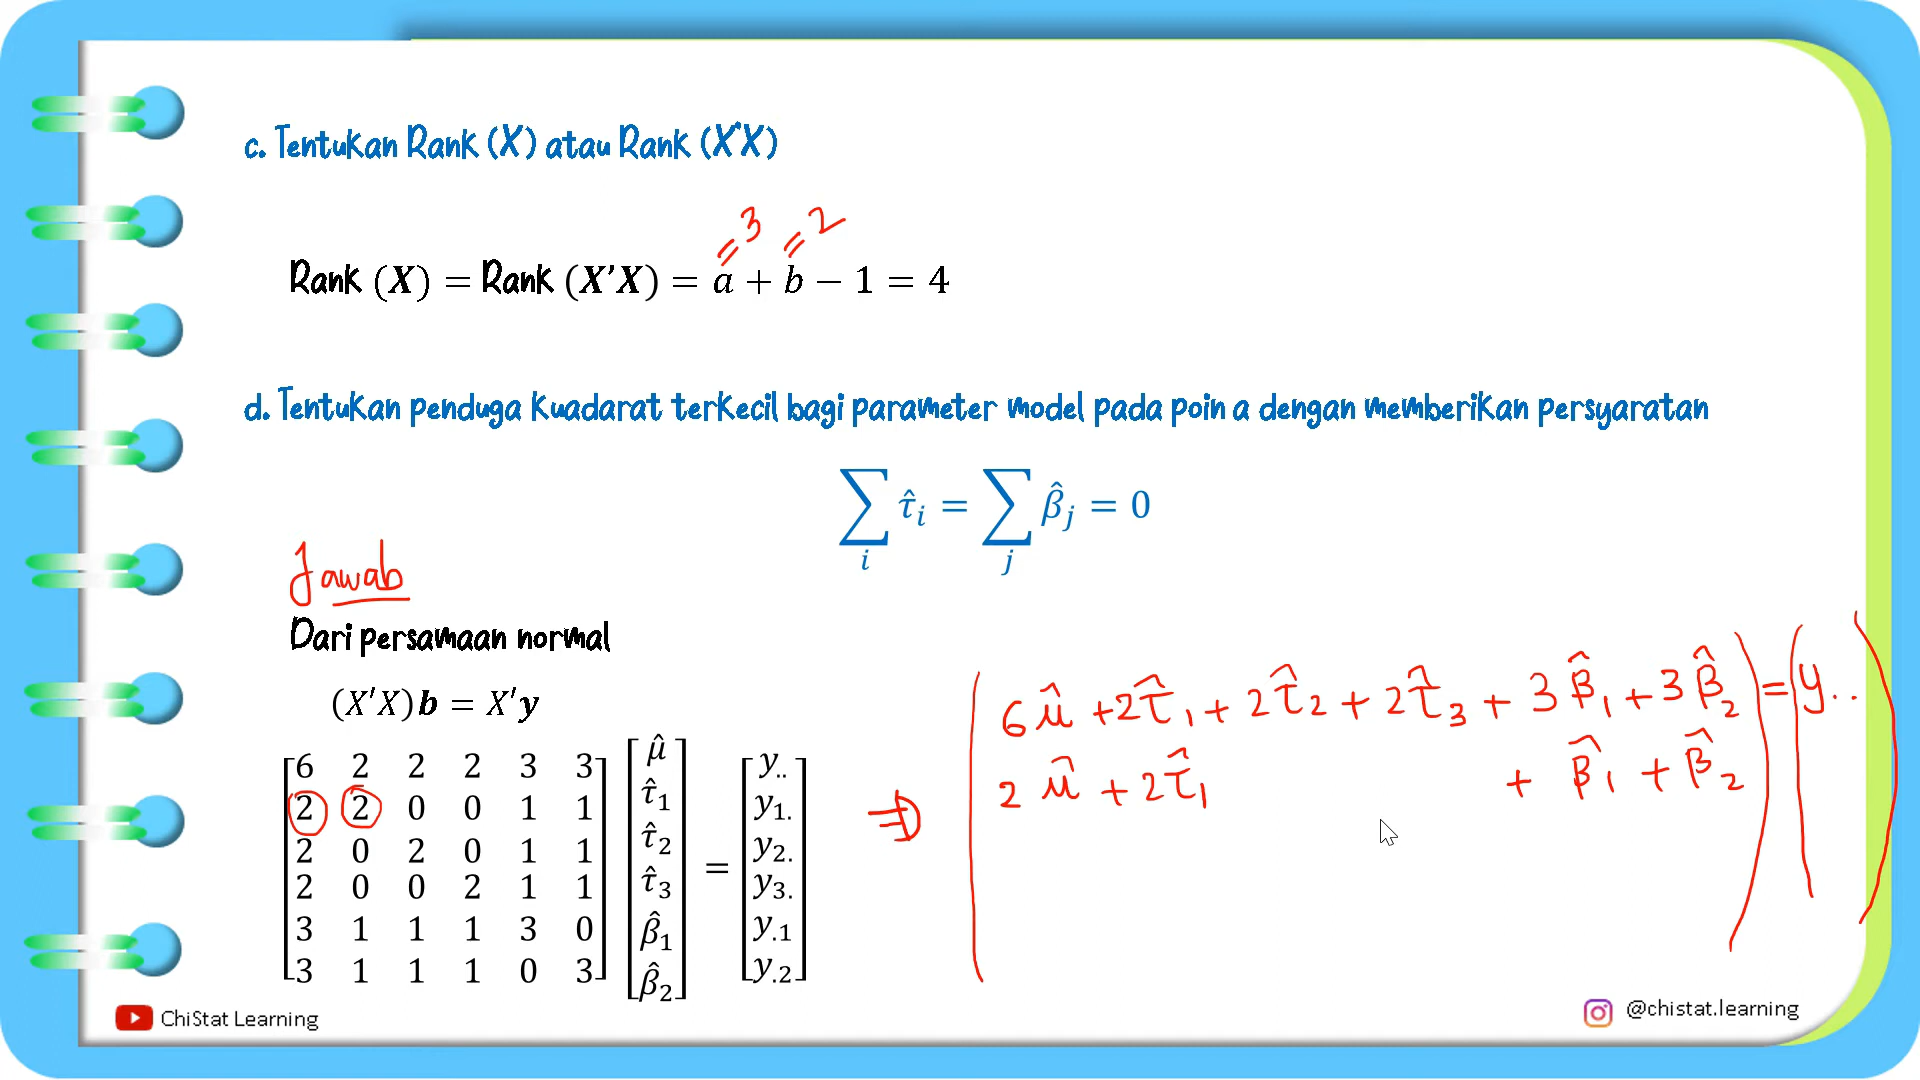 c. Tentukan Rank (X) atau Rank (X'X)
= 3 = 2
Rank (X) = Rank (X'X) = a + b − 1 = 4
d. Tentukan penduga kuadarat terkecil bagi parameter model pada poin a dengan memberikan persyaratan
∑_i τ̂_i = ∑_j β̂_j = 0
Jawab
Dari persamaan normal
(X'X)b = X'y
[6 2 2 2 3 3] [μ̂] [y..]
[2 2 0 0 1 1] [τ̂₁] [y₁.]
[2 0 2 0 1 1] [τ̂₂] [y₂.]
[2 0 0 2 1 1] [τ̂₃] = [y₃.]
[3 1 1 1 3 0] [β̂₁] [y.₁]
[3 1 1 1 0 3] [β̂₂] [y.₂]
⇒
(6μ̂ + 2τ̂₁ + 2τ̂₂ + 2τ̂₃ + 3β̂₁ + 3β̂₂) = (y..)
2μ̂ + 2τ̂₁ + β̂₁ + β̂₂
ChiStat Learning
@chistat.learning